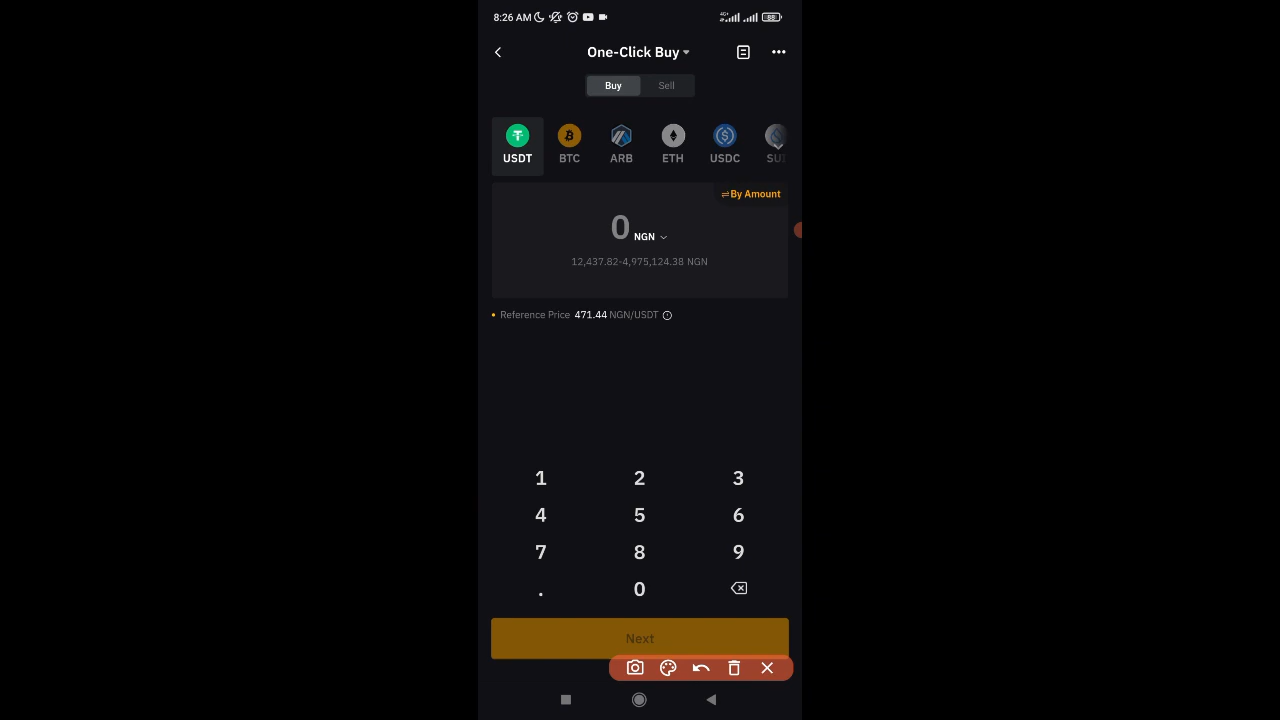 8:26 AM 4G+ 88
One-Click Buy
Buy Sell
USDT BTC ARB ETH USDC
By Amount
0 NGN
12,437.82-4,975,124.38 NGN
Reference Price 471.44 NGN/USDT
1 2 3
4 5 6
7 8 9
. 0
Next